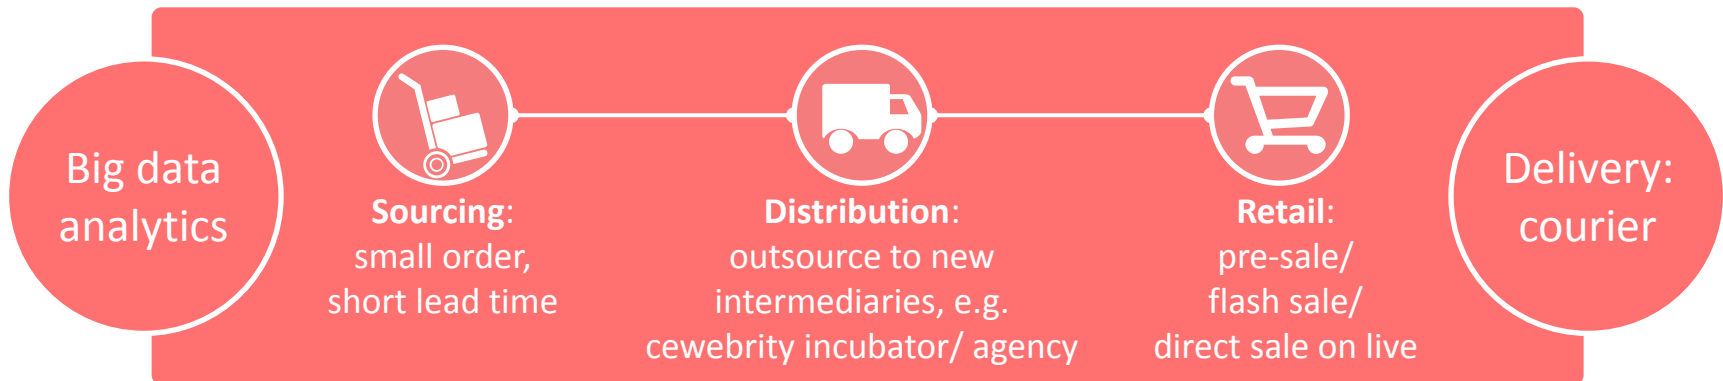 Big data
analytics
Sourcing:
small order,
short lead time
Distribution:
outsource to new
intermediaries, e.g.
cewebrity incubator/ agency
Retail:
pre-sale/
flash sale/
direct sale on live
Delivery:
courier